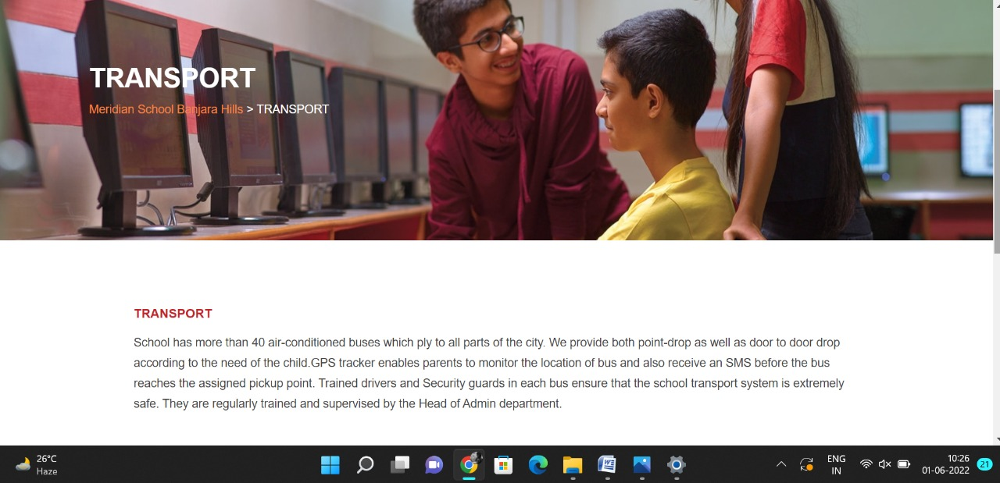 TRANSPORT
Meridian School Banjara Hills > TRANSPORT
TRANSPORT
School has more than 40 air-conditioned buses which ply to all parts of the city. We provide both point-drop as well as door to door drop
according to the need of the child.GPS tracker enables parents to monitor the location of bus and also receive an SMS before the bus
reaches the assigned pickup point. Trained drivers and Security guards in each bus ensure that the school transport system is extremely
safe. They are regularly trained and supervised by the Head of Admin department.
26°C
Haze
ENG
IN
10:26
01-06-2022
21